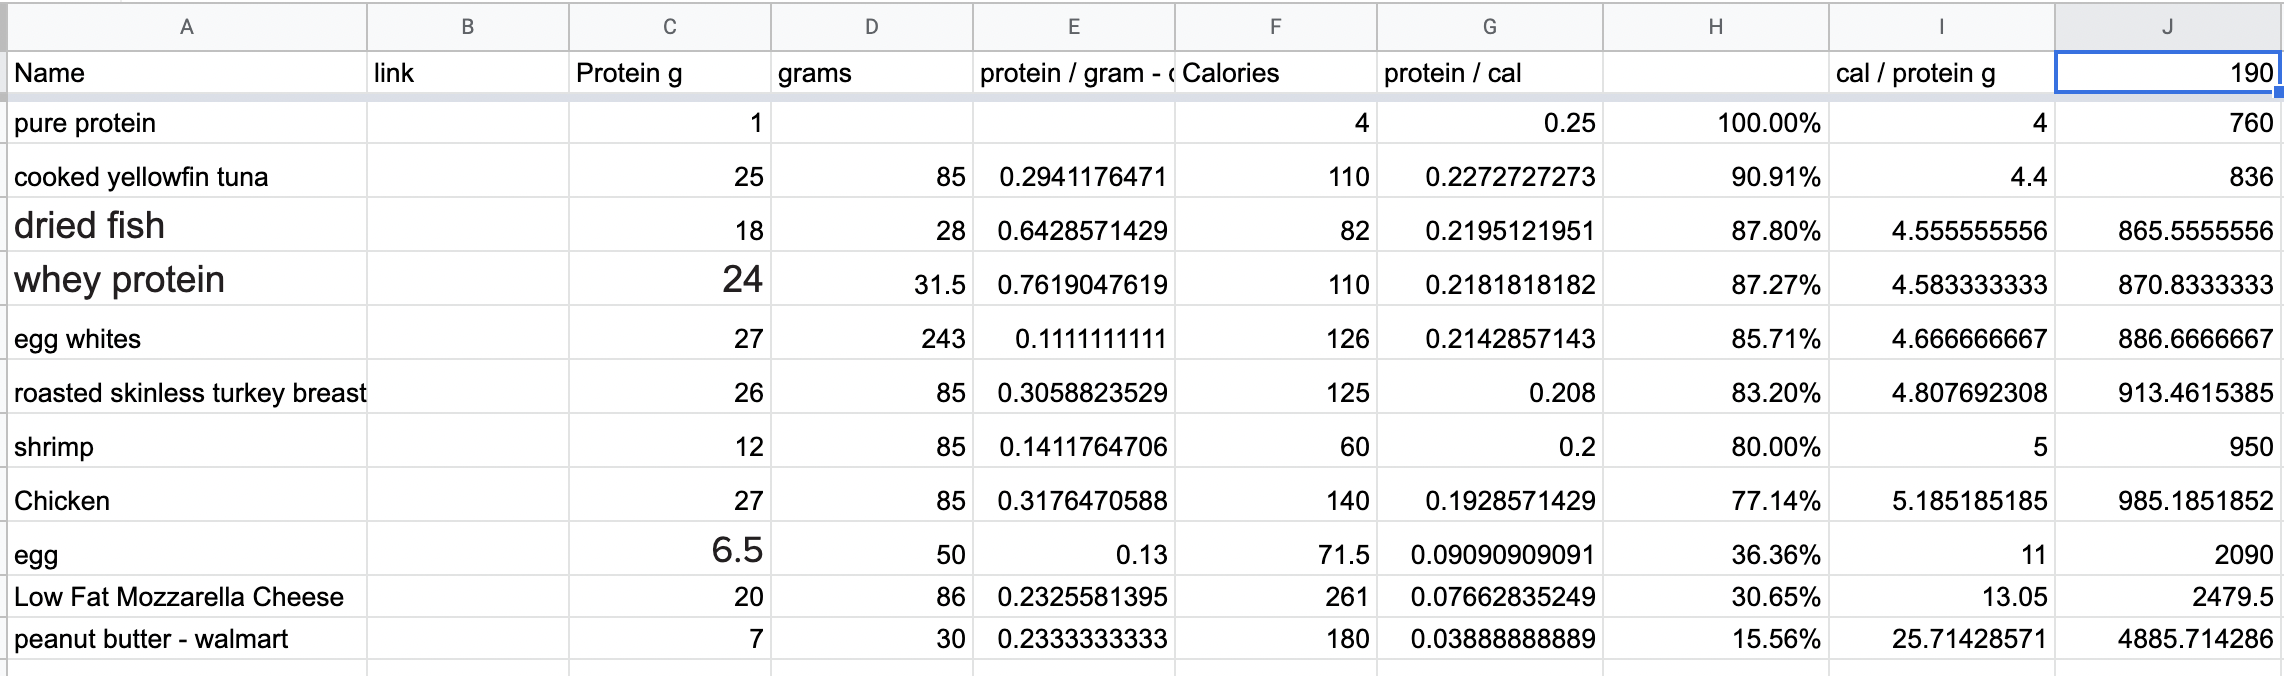 A B C D E F G H I J
Name link Protein g grams protein / gram - Calories protein / cal cal / protein g 190
pure protein 1 4 0.25 100.00% 4 760
cooked yellowfin tuna 25 85 0.2941176471 110 0.2272727273 90.91% 4.4 836
dried fish 18 28 0.6428571429 82 0.2195121951 87.80% 4.555555556 865.5555556
whey protein 24 31.5 0.7619047619 110 0.2181818182 87.27% 4.583333333 870.8333333
egg whites 27 243 0.1111111111 126 0.2142857143 85.71% 4.666666667 886.6666667
roasted skinless turkey breast 26 85 0.3058823529 125 0.208 83.20% 4.807692308 913.4615385
shrimp 12 85 0.1411764706 60 0.2 80.00% 5 950
Chicken 27 85 0.3176470588 140 0.1928571429 77.14% 5.185185185 985.1851852
egg 6.5 50 0.13 71.5 0.09090909091 36.36% 11 2090
Low Fat Mozzarella Cheese 20 86 0.2325581395 261 0.07662835249 30.65% 13.05 2479.5
peanut butter - walmart 7 30 0.2333333333 180 0.03888888889 15.56% 25.71428571 4885.714286